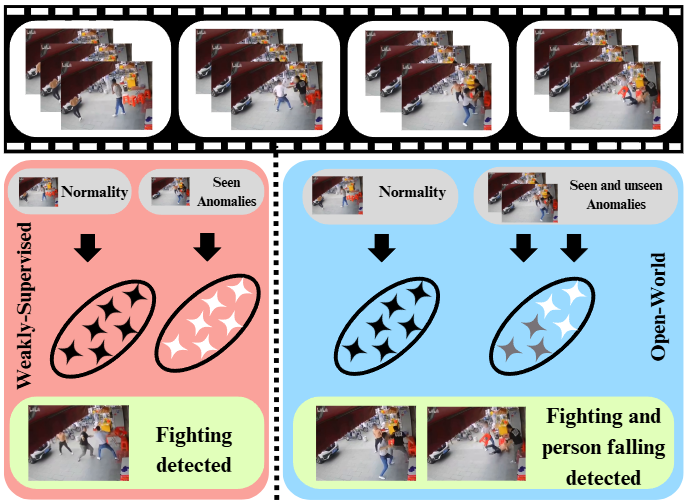 Normality
Seen
Anomalies
Weakly-Supervised
Fighting
detected
Normality
Seen and unseen
Anomalies
Open-World
Fighting and
person falling
detected